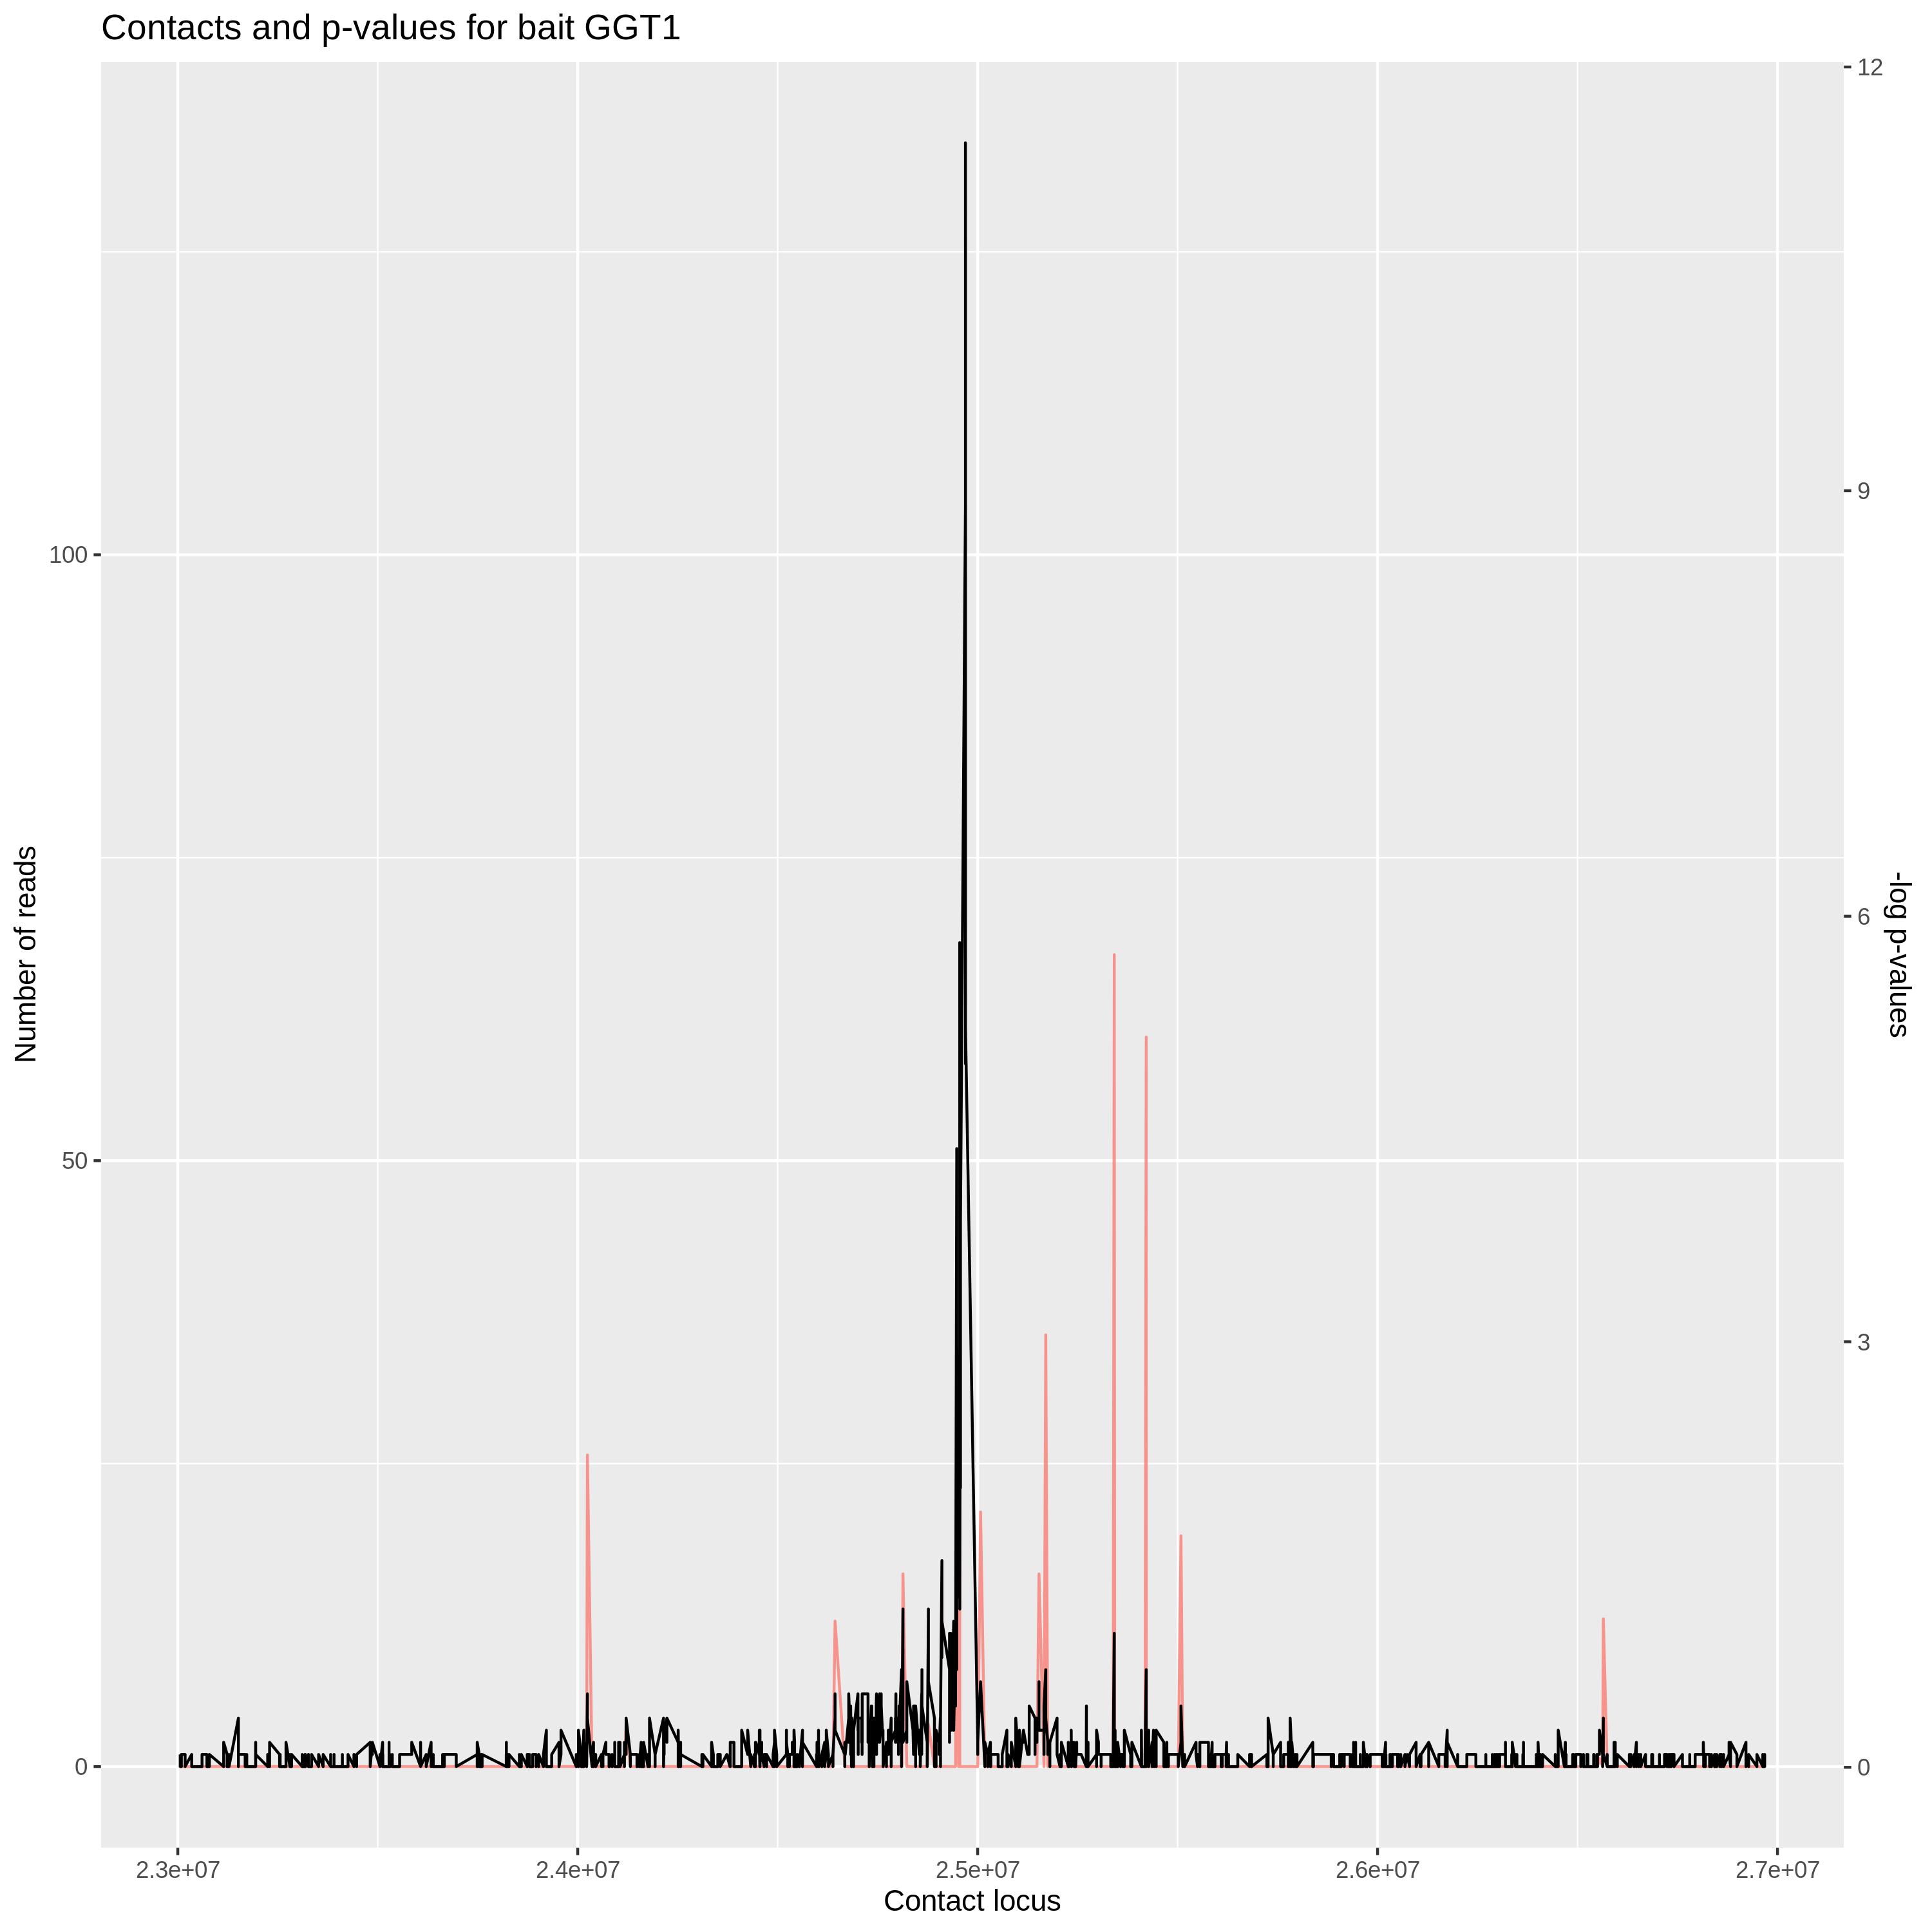 Contacts and p-values for bait GGT1
12
9
100
6
Number of reads
-log p-values
50
3
0
0
2.3e+07
2.4e+07
2.5e+07
2.6e+07
2.7e+07
Contact locus